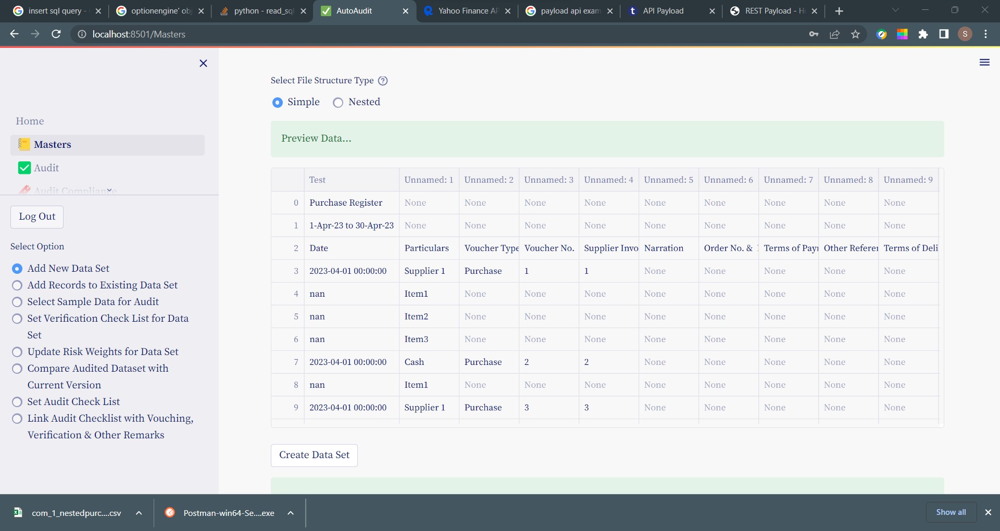 insert sql query -
optionengine' obj
python - read_sql
AutoAudit
Yahoo Finance AP
payload api exam
API Payload
REST Payload - H
localhost:8501/Masters
S
Home
Masters
Audit
Audit Compliance
Log Out
Select Option
Add New Data Set
Add Records to Existing Data Set
Select Sample Data for Audit
Set Verification Check List for Data
Set
Update Risk Weights for Data Set
Compare Audited Dataset with
Current Version
Set Audit Check List
Link Audit Checklist with Vouching,
Verification & Other Remarks
Select File Structure Type
Simple Nested
Preview Data...
Test Unnamed: 1 Unnamed: 2 Unnamed: 3 Unnamed: 4 Unnamed: 5 Unnamed: 6 Unnamed: 7 Unnamed: 8 Unnamed: 9
0 Purchase Register None None None None None None None None None
1 1-Apr-23 to 30-Apr-23 None None None None None None None None None
2 Date Particulars Voucher Type Voucher No. Supplier Invo Narration Order No. & Terms of Payr Other Referer Terms of Deli
3 2023-04-01 00:00:00 Supplier 1 Purchase 1 1 None None None None None
4 nan Item1 None None None None None None None None
5 nan Item2 None None None None None None None None
6 nan Item3 None None None None None None None None
7 2023-04-01 00:00:00 Cash Purchase 2 2 None None None None None
8 nan Item1 None None None None None None None None
9 2023-04-01 00:00:00 Supplier 1 Purchase 3 3 None None None None None
Create Data Set
com_1_nestedpurc....csv
Postman-win64-Se....exe
Show all